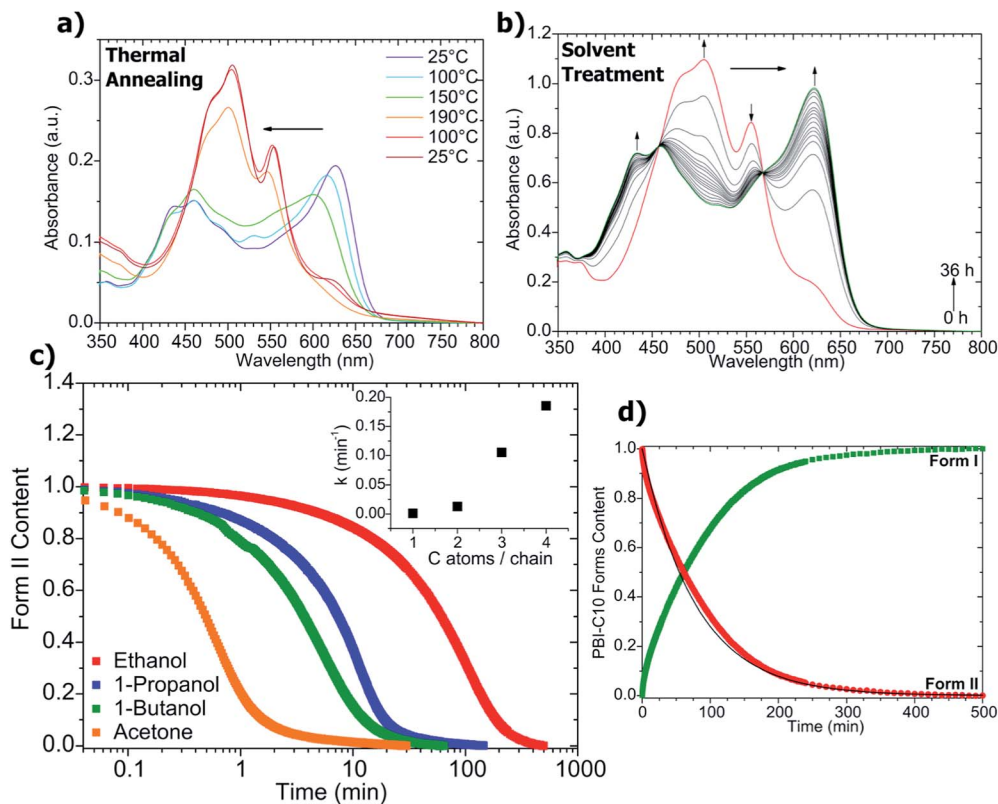 a)
Thermal
Annealing
25°C
100°C
150°C
190°C
100°C
25°C
0.3
0.2
0.1
0.0
Absorbance (a.u.)
350 400 450 500 550 600 650 700 750 800
Wavelength (nm)
b)
Solvent
Treatment
1.2
1.0
0.8
0.6
0.4
0.2
0.0
Absorbance (a.u.)
36 h
0 h
350 400 450 500 550 600 650 700 750 800
Wavelength (nm)
c)
1.4
1.2
1.0
0.8
0.6
0.4
0.2
0.0
Form II Content
Ethanol
1-Propanol
1-Butanol
Acetone
0.1 1 10 100 1000
Time (min)
0.20
0.15
0.10
0.05
0.00
k (min⁻¹)
1 2 3 4
C atoms / chain
d)
1.0
0.8
0.6
0.4
0.2
0.0
PBI-C10 Forms Content
Form I
Form II
0 100 200 300 400 500
Time (min)